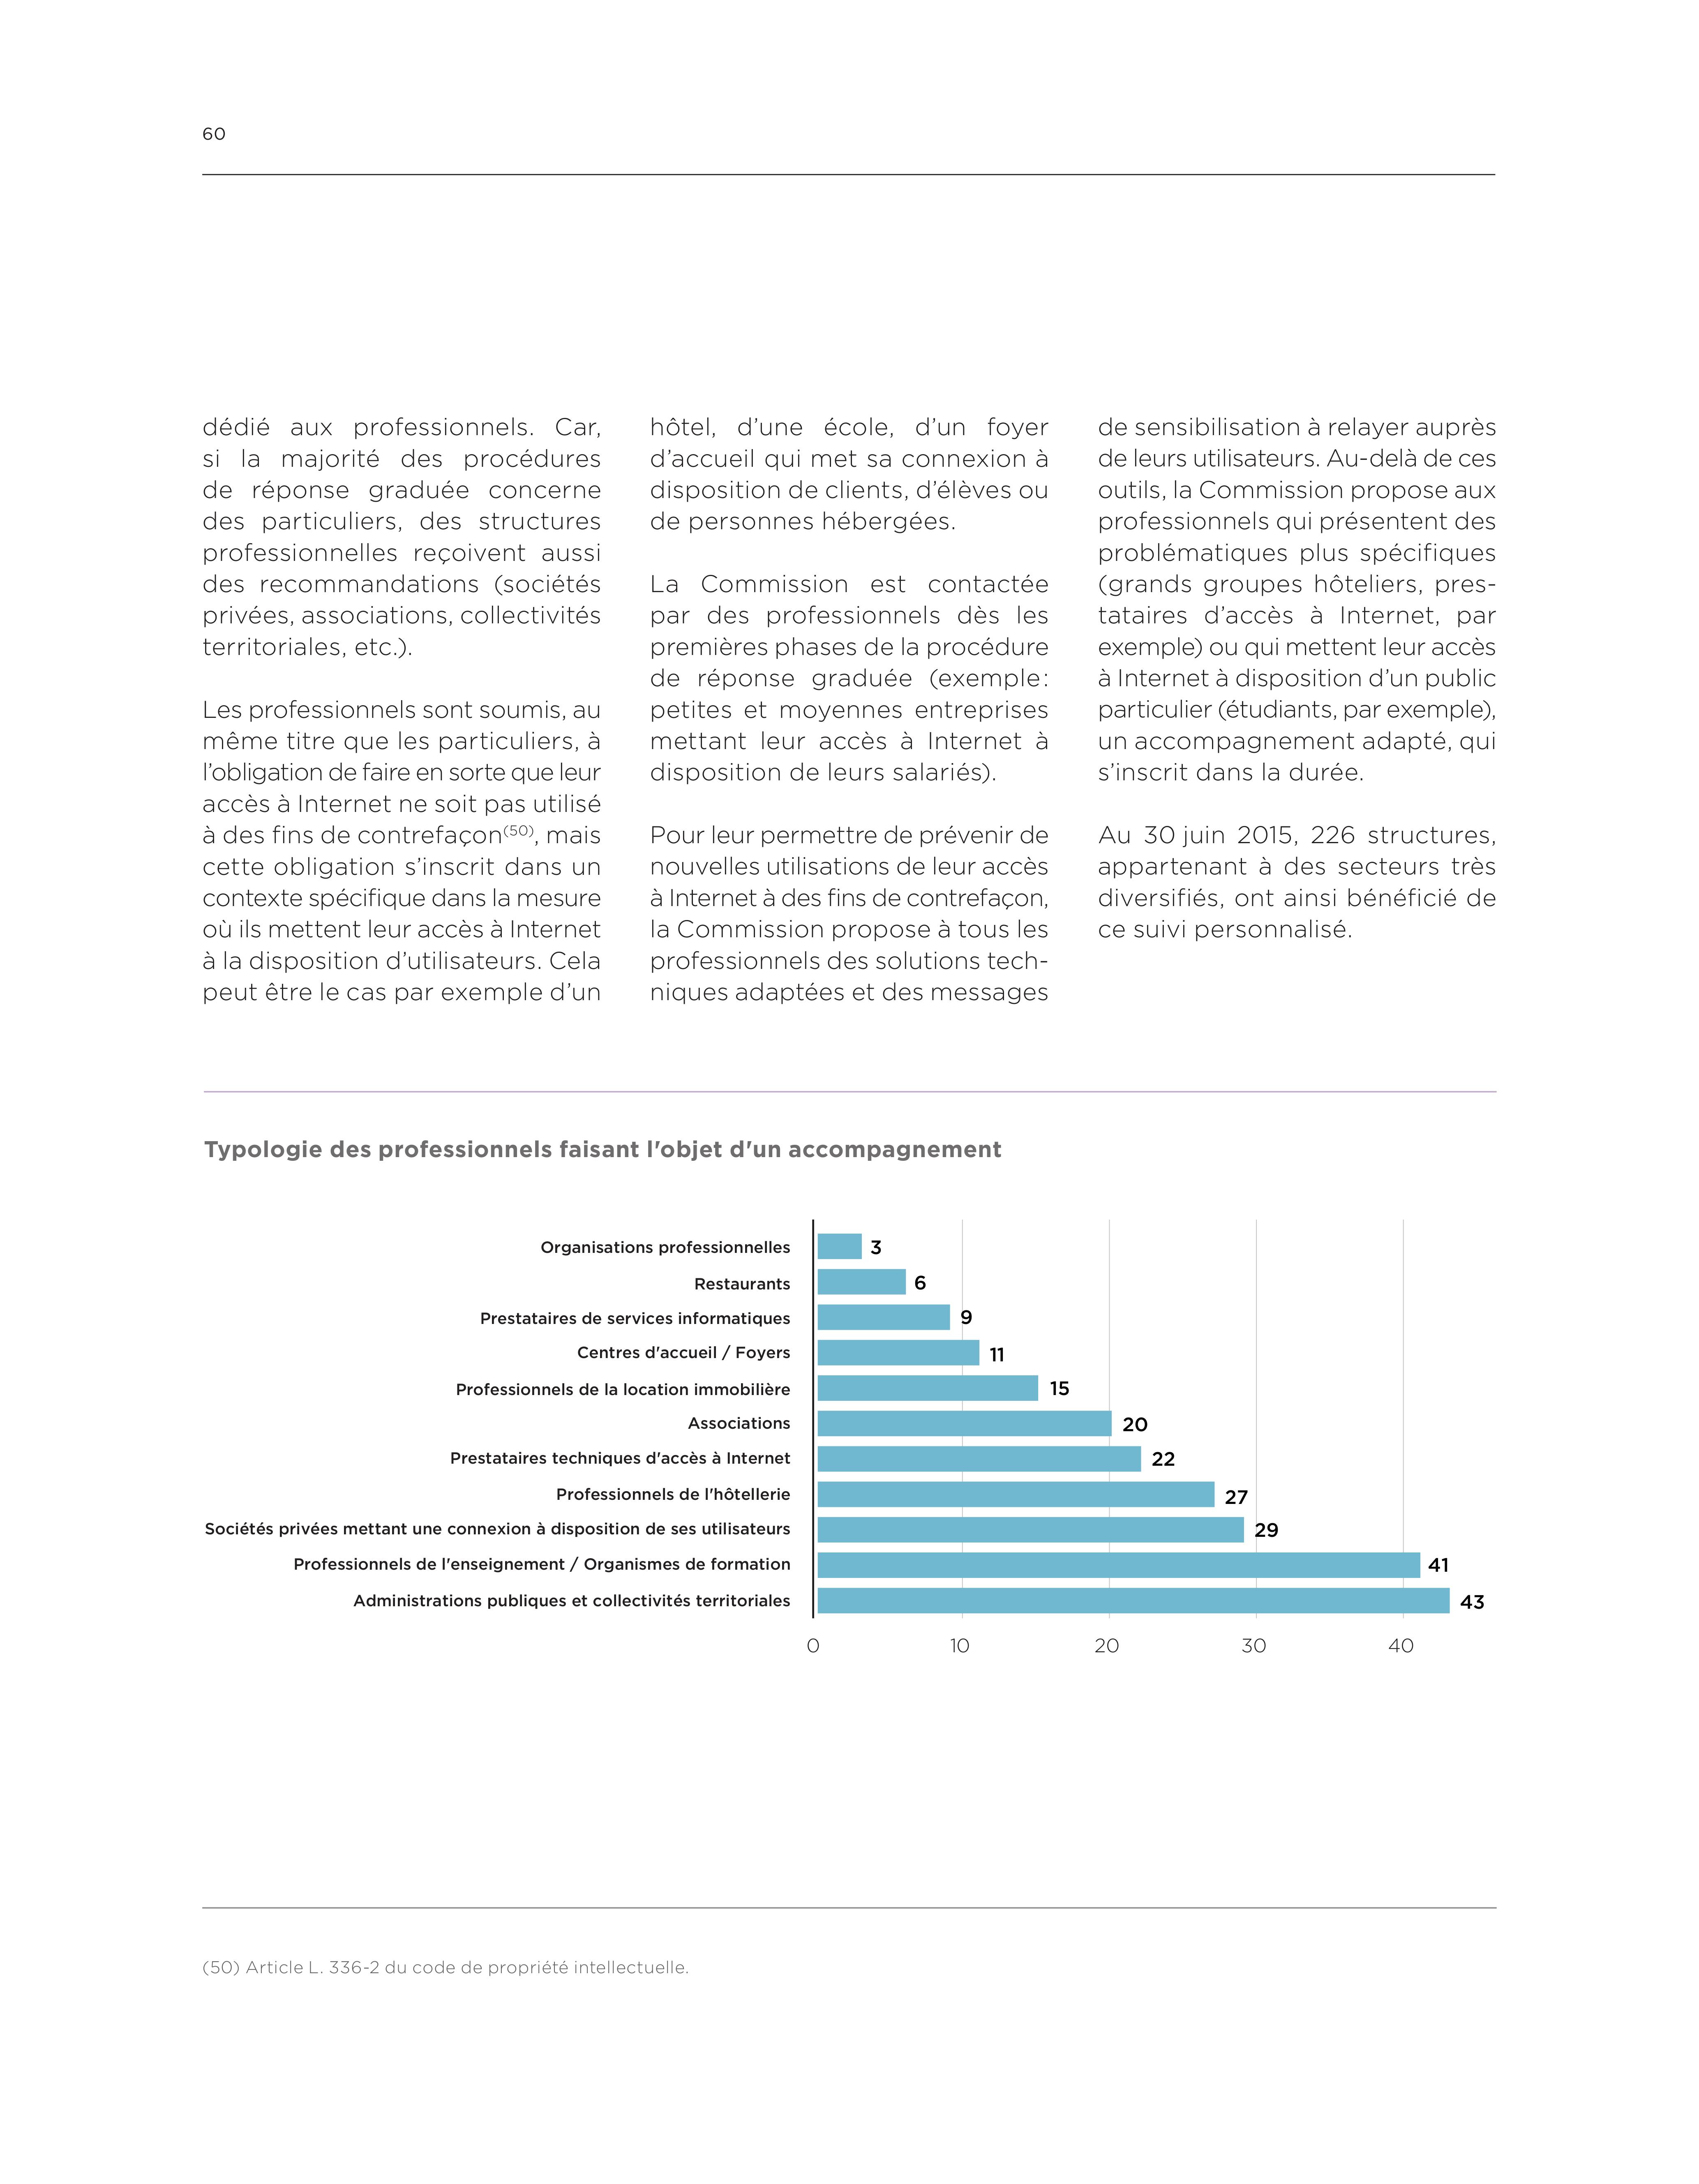 60
dédié aux professionnels. Car,
si la majorité des procédures
de réponse graduée concerne
des particuliers, des structures
professionnelles reçoivent aussi
des recommandations (sociétés
privées, associations, collectivités
territoriales, etc.).
Les professionnels sont soumis, au
même titre que les particuliers, à
l’obligation de faire en sorte que leur
accès à Internet ne soit pas utilisé
à des fins de contrefaçon(50), mais
cette obligation s’inscrit dans un
contexte spécifique dans la mesure
où ils mettent leur accès à Internet
à la disposition d’utilisateurs. Cela
peut être le cas par exemple d’un
hôtel, d’une école, d’un foyer
d’accueil qui met sa connexion à
disposition de clients, d’élèves ou
de personnes hébergées.
La Commission est contactée
par des professionnels dès les
premières phases de la procédure
de réponse graduée (exemple:
petites et moyennes entreprises
mettant leur accès à Internet à
disposition de leurs salariés).
Pour leur permettre de prévenir de
nouvelles utilisations de leur accès
à Internet à des fins de contrefaçon,
la Commission propose à tous les
professionnels des solutions tech-
niques adaptées et des messages
de sensibilisation à relayer auprès
de leurs utilisateurs. Au-delà de ces
outils, la Commission propose aux
professionnels qui présentent des
problématiques plus spécifiques
(grands groupes hôteliers, pres-
tataires d’accès à Internet, par
exemple) ou qui mettent leur accès
à Internet à disposition d’un public
particulier (étudiants, par exemple),
un accompagnement adapté, qui
s’inscrit dans la durée.
Au 30 juin 2015, 226 structures,
appartenant à des secteurs très
diversifiés, ont ainsi bénéficié de
ce suivi personnalisé.
Typologie des professionnels faisant l'objet d'un accompagnement
Organisations professionnelles 3
Restaurants 6
Prestataires de services informatiques 9
Centres d'accueil / Foyers 11
Professionnels de la location immobilière 15
Associations 20
Prestataires techniques d'accès à Internet 22
Professionnels de l'hôtellerie 27
Sociétés privées mettant une connexion à disposition de ses utilisateurs 29
Professionnels de l'enseignement / Organismes de formation 41
Administrations publiques et collectivités territoriales 43
0 10 20 30 40
(50) Article L. 336-2 du code de propriété intellectuelle.